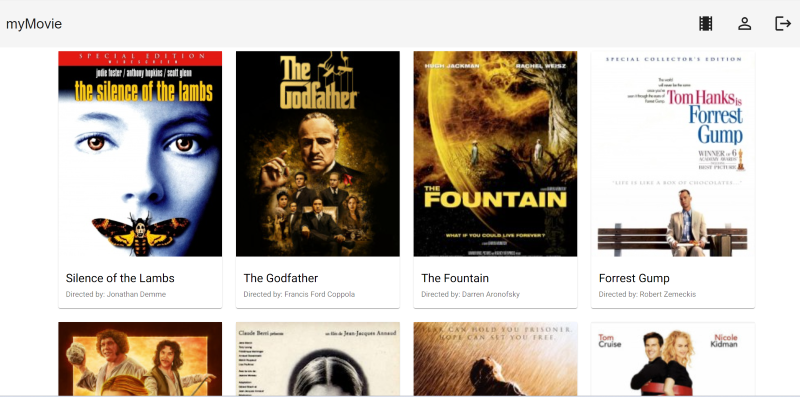 myMovie
SPECIAL EDITION
WIDESCREEN
jodie foster / anthony hopkins / scott glenn
the silence of the lambs
The
Godfather
HUGH JACKMAN RACHEL WEISZ
THE
FOUNTAIN
WHAT IF YOU COULD LIVE FOREVER?
SPECIAL COLLECTOR'S EDITION
Tom Hanks is
Forrest
Gump
WINNER OF 6
ACADEMY AWARDS
BEST PICTURE
"LIFE IS LIKE A BOX OF CHOCOLATES..."
Silence of the Lambs
Directed by: Jonathan Demme
The Godfather
Directed by: Francis Ford Coppola
The Fountain
Directed by: Darren Aronofsky
Forrest Gump
Directed by: Robert Zemeckis
Claude Berri présente un film de Jean-Jacques Annaud
FEAR CAN HOLD YOU PRISONER.
HOPE CAN SET YOU FREE.
Tom
Cruise
Nicole
Kidman